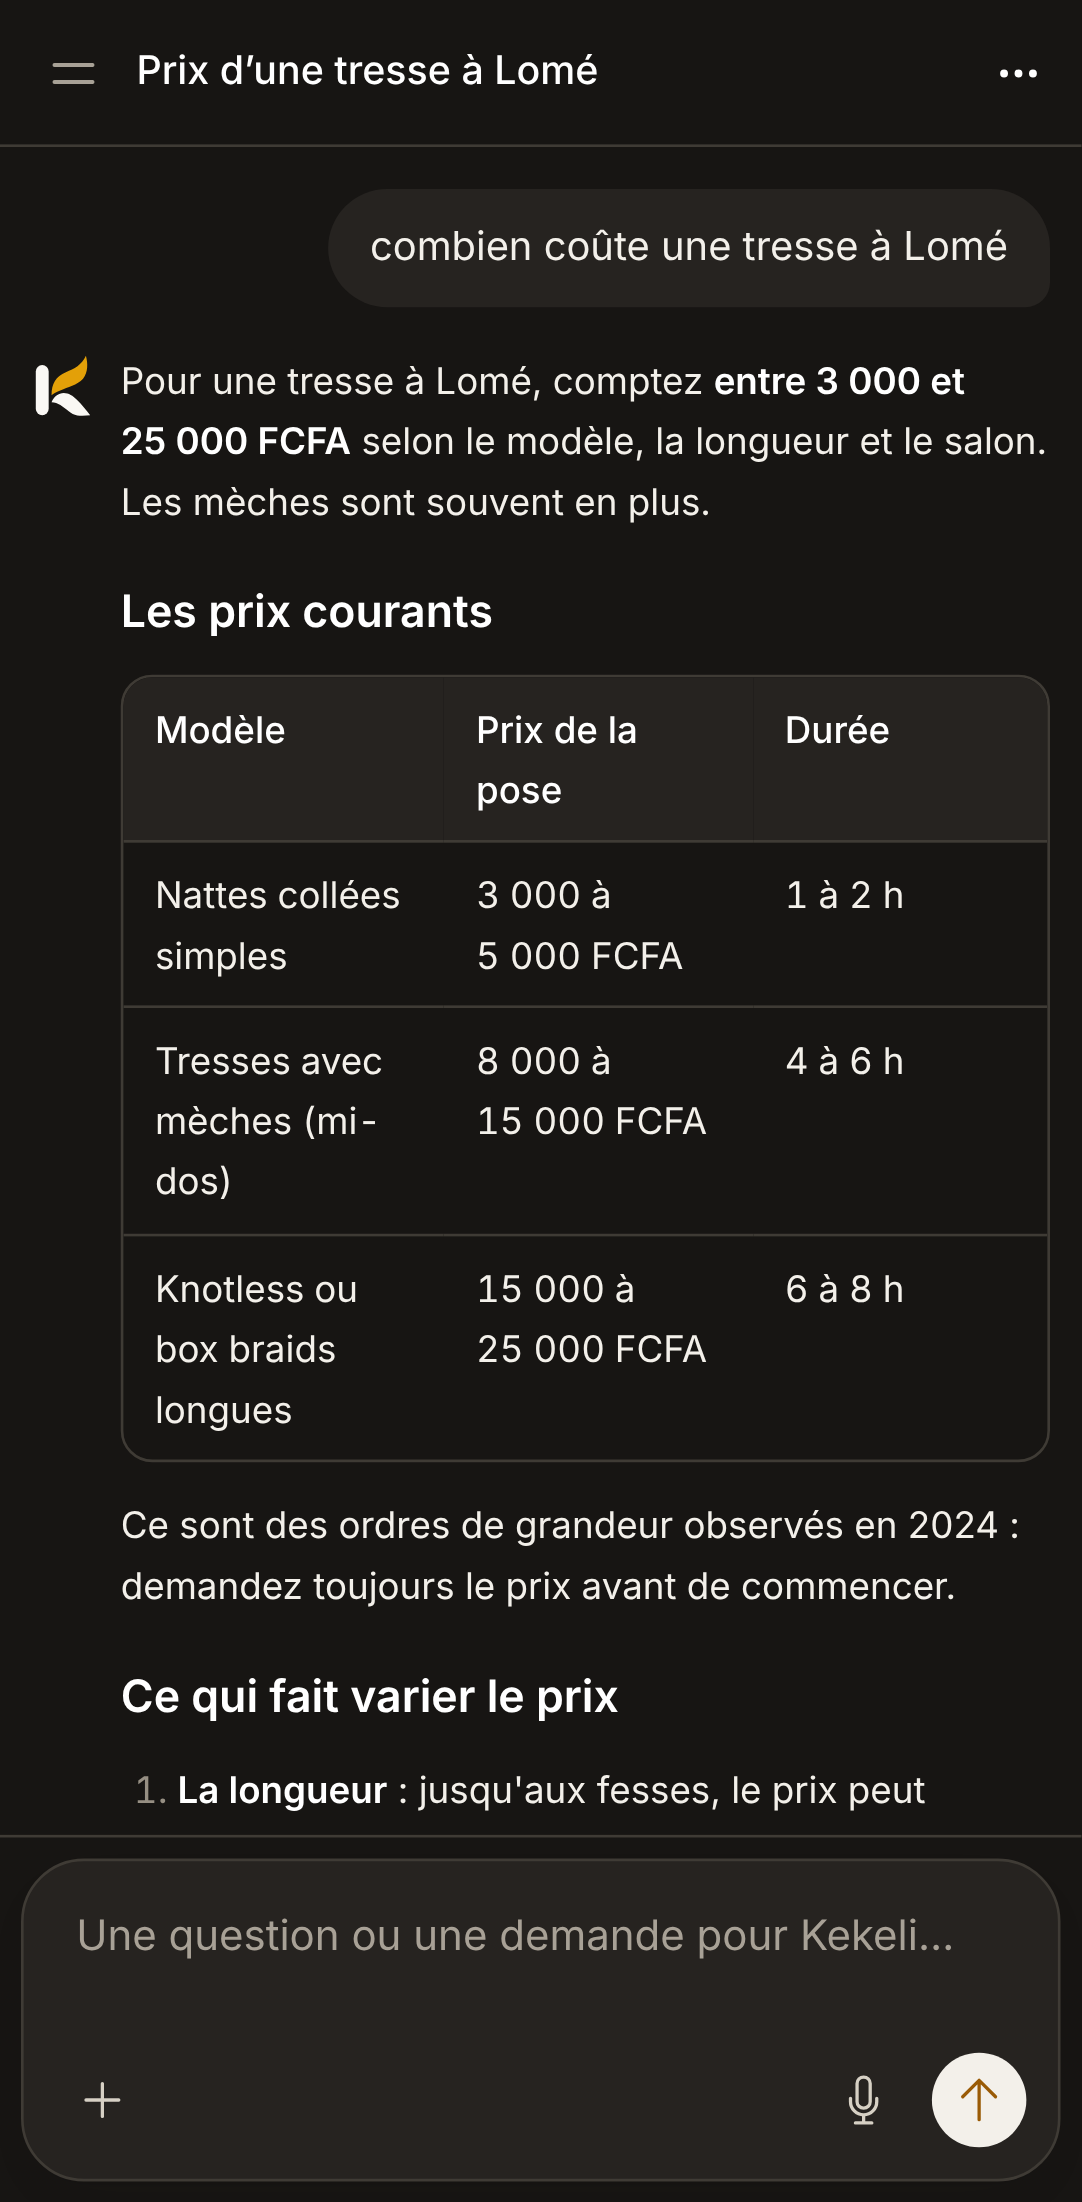 Prix d’une tresse à Lomé
combien coûte une tresse à Lomé
Pour une tresse à Lomé, comptez entre 3 000 et
25 000 FCFA selon le modèle, la longueur et le salon.
Les mèches sont souvent en plus.
Les prix courants
Modèle
Prix de la
pose
Durée
Nattes collées
simples
3 000 à
5 000 FCFA
1 à 2 h
Tresses avec
mèches (mi-
dos)
8 000 à
15 000 FCFA
4 à 6 h
Knotless ou
box braids
longues
15 000 à
25 000 FCFA
6 à 8 h
Ce sont des ordres de grandeur observés en 2024 :
demandez toujours le prix avant de commencer.
Ce qui fait varier le prix
1. La longueur : jusqu'aux fesses, le prix peut
Une question ou une demande pour Kekeli...